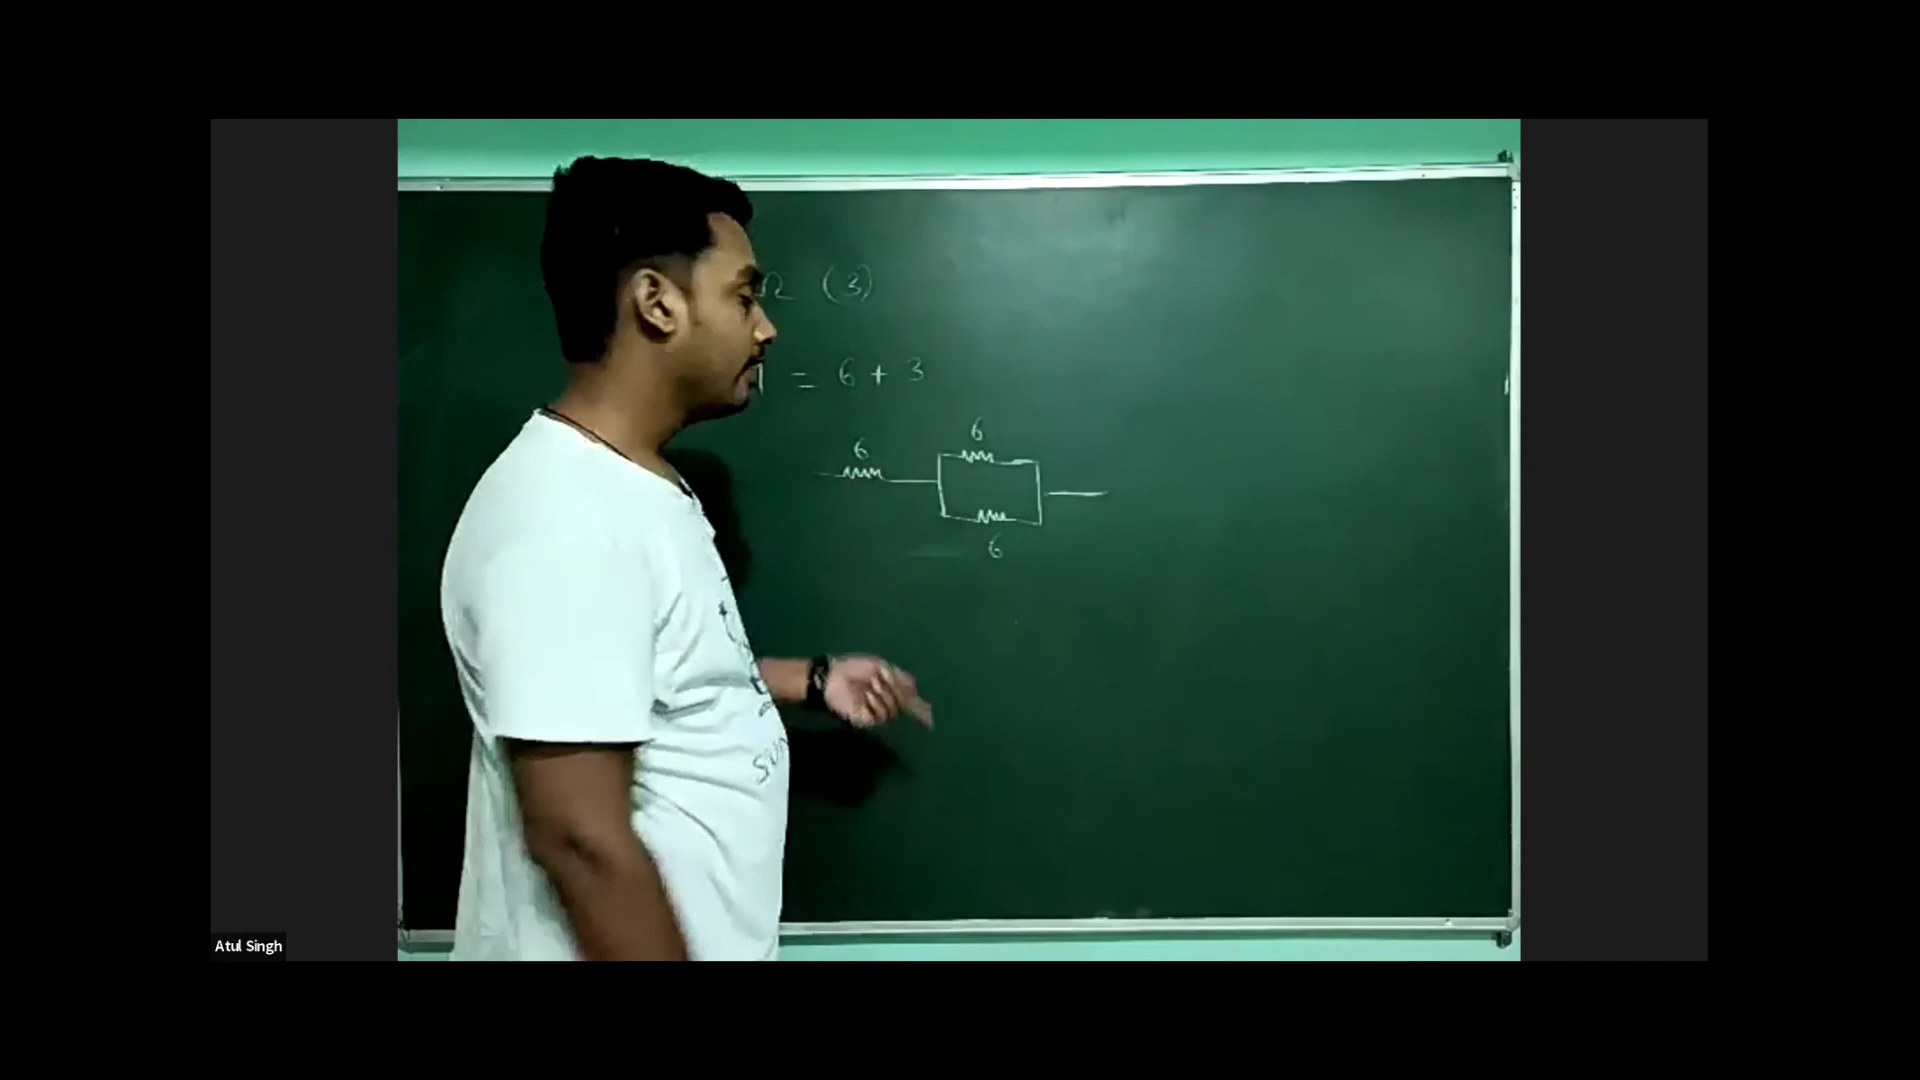 Ω (3)
= 6 + 3
6
6
6
Atul Singh